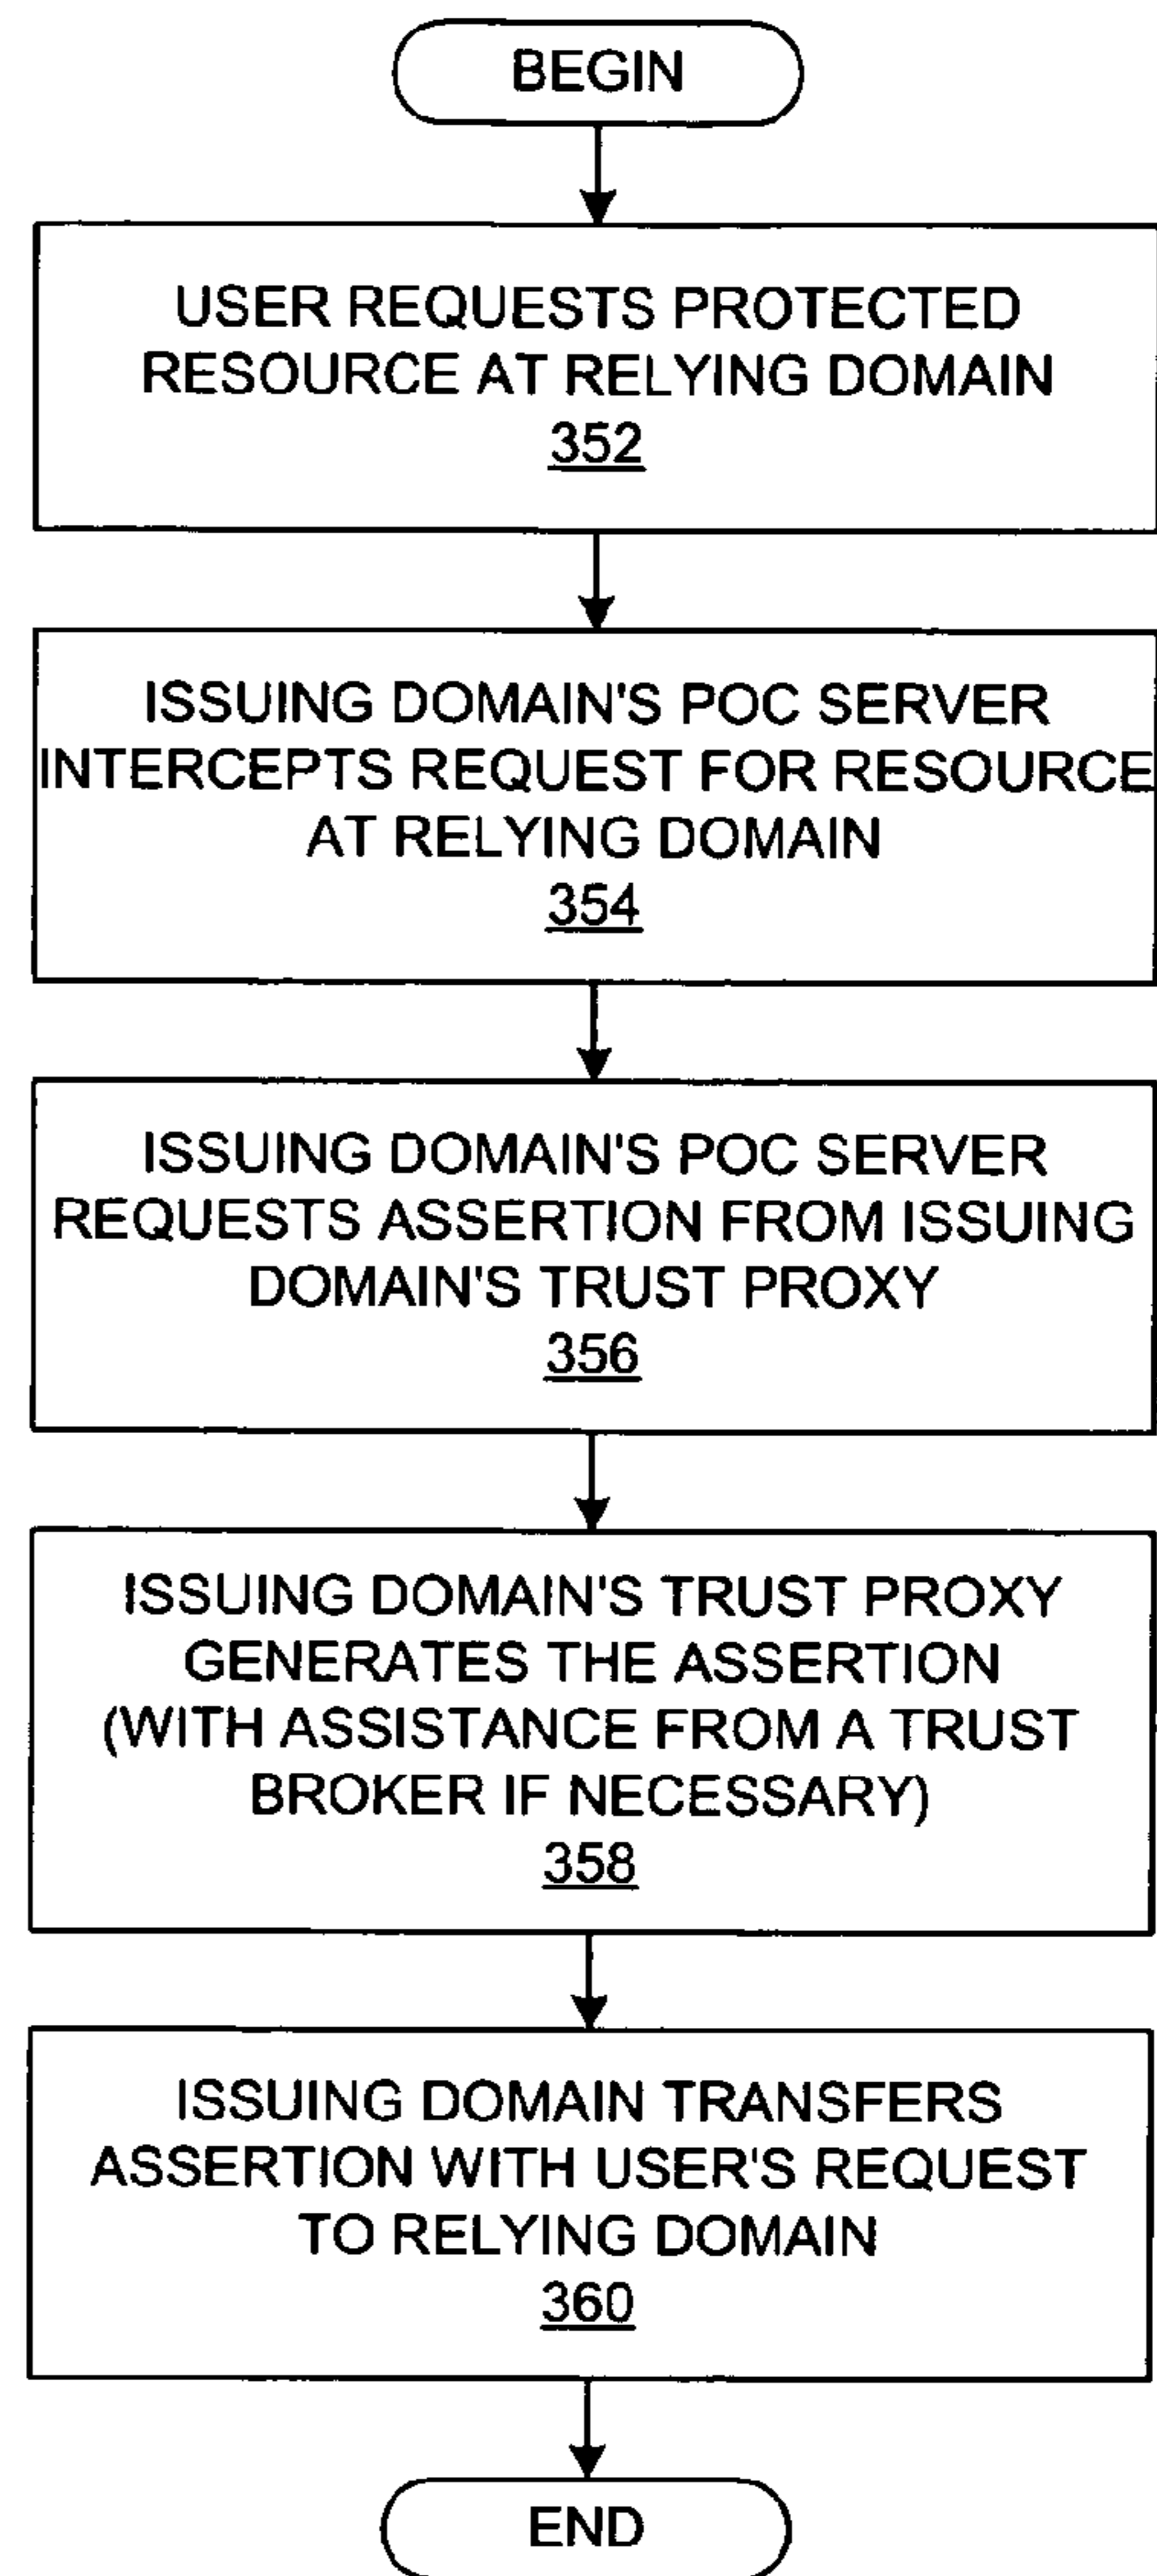 BEGIN
USER REQUESTS PROTECTED
RESOURCE AT RELYING DOMAIN
352
ISSUING DOMAIN'S POC SERVER
INTERCEPTS REQUEST FOR RESOURCE
AT RELYING DOMAIN
354
ISSUING DOMAIN'S POC SERVER
REQUESTS ASSERTION FROM ISSUING
DOMAIN'S TRUST PROXY
356
ISSUING DOMAIN'S TRUST PROXY
GENERATES THE ASSERTION
(WITH ASSISTANCE FROM A TRUST
BROKER IF NECESSARY)
358
ISSUING DOMAIN TRANSFERS
ASSERTION WITH USER'S REQUEST
TO RELYING DOMAIN
360
END